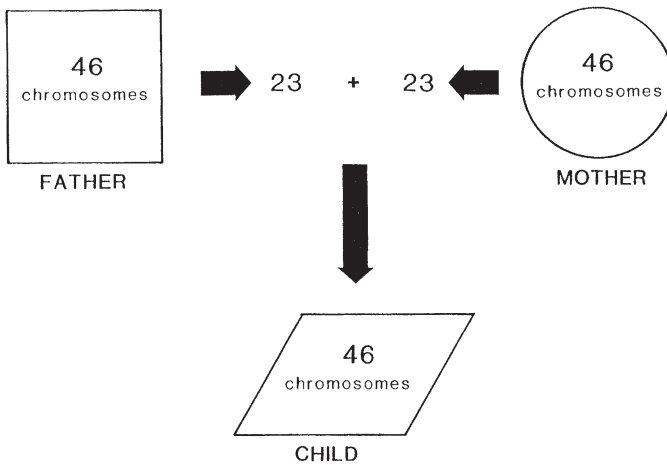 46
chromosomes
FATHER
23 + 23
46
chromosomes
MOTHER
46
chromosomes
CHILD